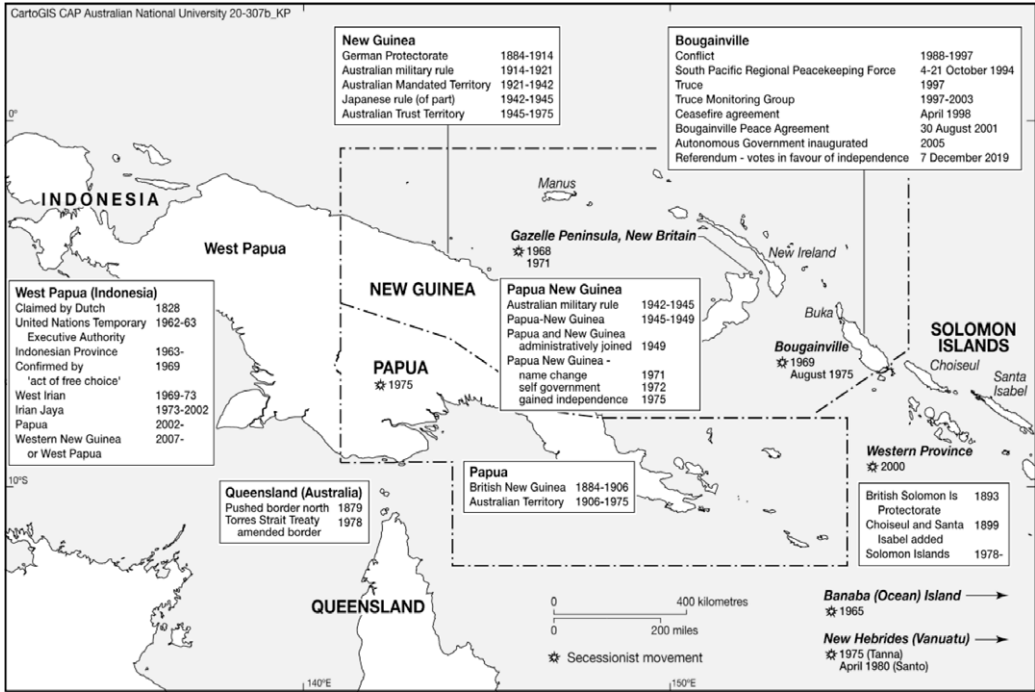 CartoGIS CAP Australian National University 20-307b_KP
New Guinea
German Protectorate 1884-1914
Australian military rule 1914-1921
Australian Mandated Territory 1921-1942
Japanese rule (of part) 1942-1945
Australian Trust Territory 1945-1975
Bougainville
Conflict 1988-1997
South Pacific Regional Peacekeeping Force 4-21 October 1994
Truce 1997
Truce Monitoring Group 1997-2003
Ceasefire agreement April 1998
Bougainville Peace Agreement 30 August 2001
Autonomous Government inaugurated 2005
Referendum - votes in favour of independence 7 December 2019
0°
INDONESIA
West Papua
Manus
Gazelle Peninsula, New Britain
1968
1971
New Ireland
NEW GUINEA
West Papua (Indonesia)
Claimed by Dutch 1828
United Nations Temporary 1962-63
Executive Authority
Indonesian Province 1963-
Confirmed by 1969
'act of free choice'
West Irian 1969-73
Irian Jaya 1973-2002
Papua 2002-
Western New Guinea 2007-
or West Papua
Papua New Guinea
Australian military rule 1942-1945
Papua-New Guinea 1945-1949
Papua and New Guinea
administratively joined 1949
Papua New Guinea -
name change 1971
self government 1972
gained independence 1975
PAPUA
1975
Buka
Bougainville
1969
August 1975
SOLOMON
ISLANDS
Choiseul
Santa
Isabel
Western Province
2000
10°S
Papua
British New Guinea 1884-1906
Australian Territory 1906-1975
Queensland (Australia)
Pushed border north 1879
Torres Strait Treaty 1978
amended border
British Solomon Is 1893
Protectorate
Choiseul and Santa 1899
Isabel added
Solomon Islands 1978-
QUEENSLAND
0 400 kilometres
0 200 miles
Secessionist movement
Banaba (Ocean) Island
1965
New Hebrides (Vanuatu)
1975 (Tanna)
April 1980 (Santo)
140°E
150°E